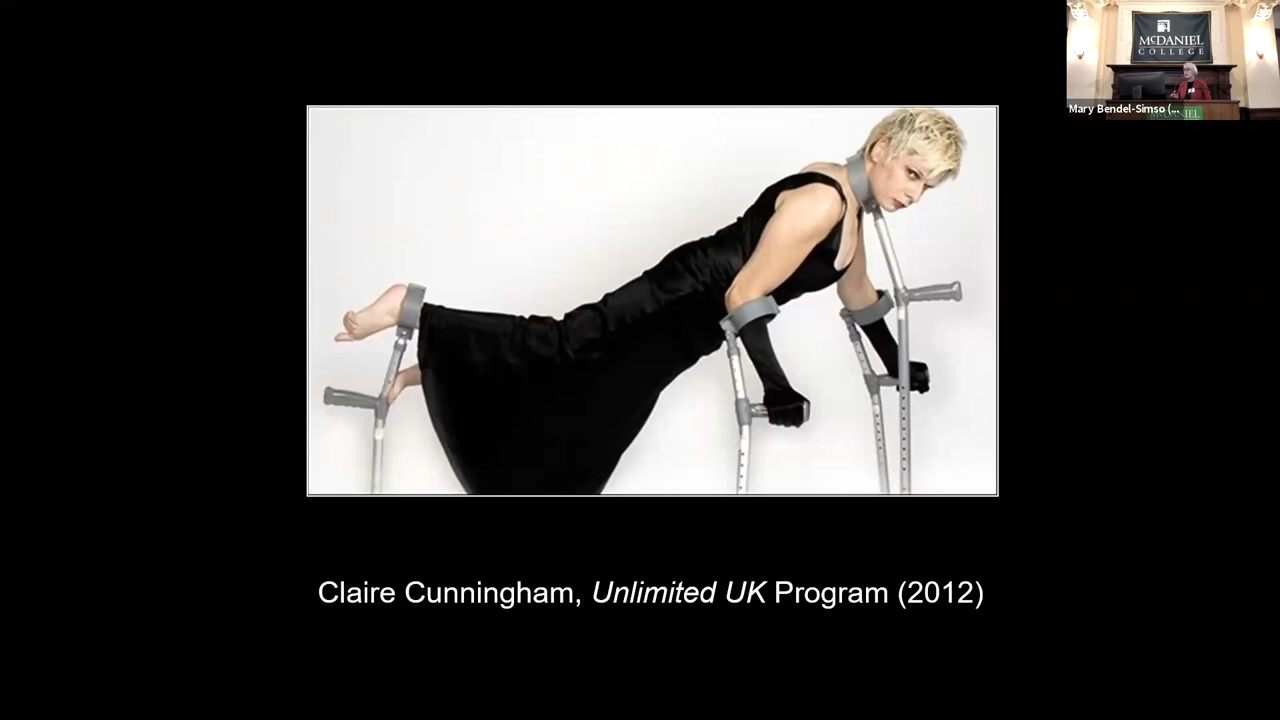 McDANIEL
COLLEGE
Mary Bendel-Simso (...
Claire Cunningham, Unlimited UK Program (2012)